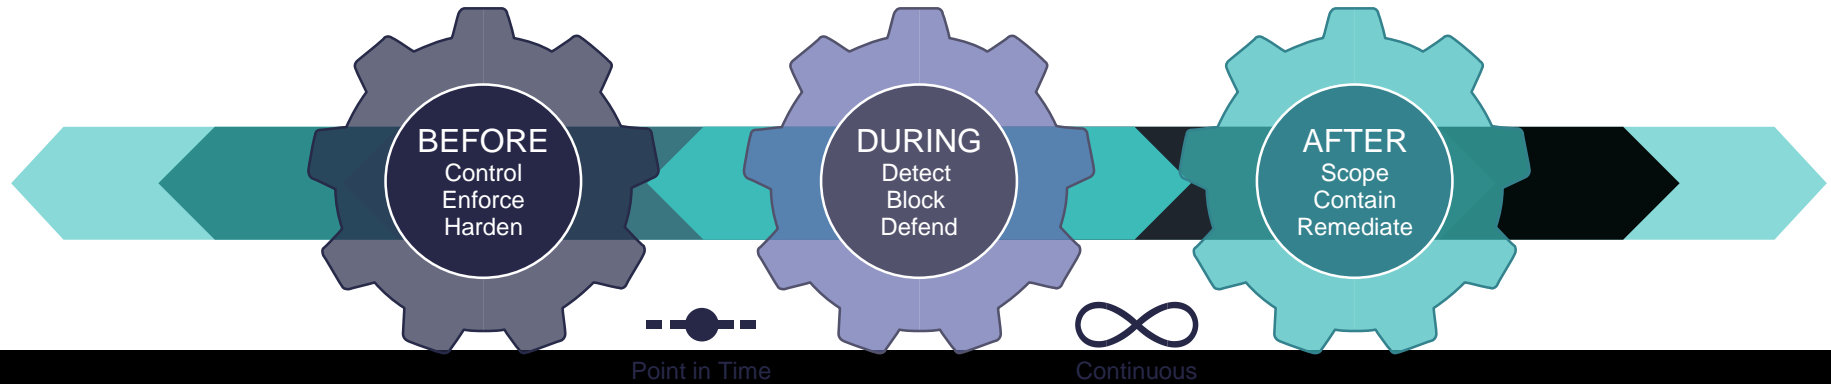 BEFORE
Control
Enforce
Harden
DURING
Detect
Block
Defend
AFTER
Scope
Contain
Remediate
Point in Time
Continuous